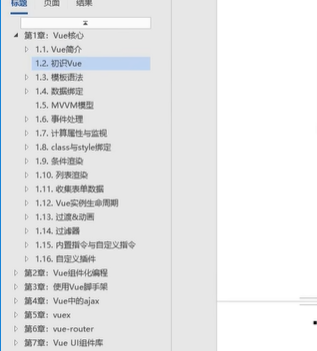 标题 页面 结果
第1章：Vue核心
1.1. Vue简介
1.2. 初识Vue
1.3. 模板语法
1.4. 数据绑定
1.5. MVVM模型
1.6. 事件处理
1.7. 计算属性与监视
1.8. class与style绑定
1.9. 条件渲染
1.10. 列表渲染
1.11. 收集表单数据
1.12. Vue实例生命周期
1.13. 过渡&动画
1.14. 过滤器
1.15. 内置指令与自定义指令
1.16. 自定义插件
第2章：Vue组件化编程
第3章：使用Vue脚手架
第4章：Vue中的ajax
第5章：vuex
第6章：vue-router
第7章：Vue UI组件库